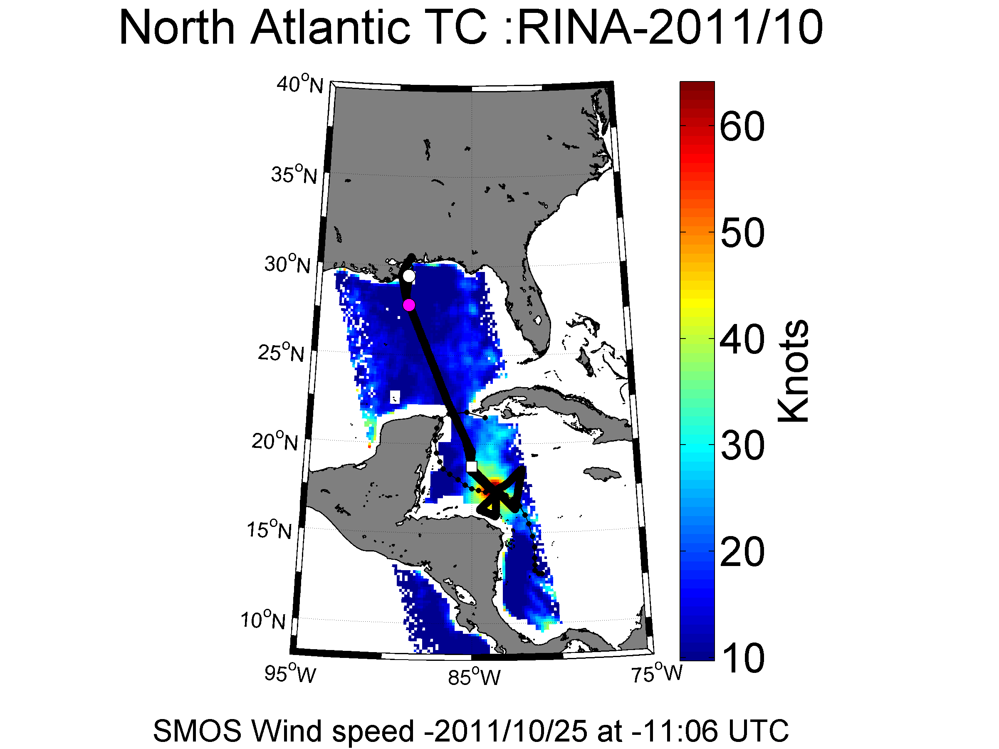 North Atlantic TC :RINA-2011/10
40°N
35°N
30°N
25°N
20°N
15°N
10°N
95°W
85°W
75°W
60
50
40
30
20
10
Knots
SMOS Wind speed -2011/10/25 at -11:06 UTC